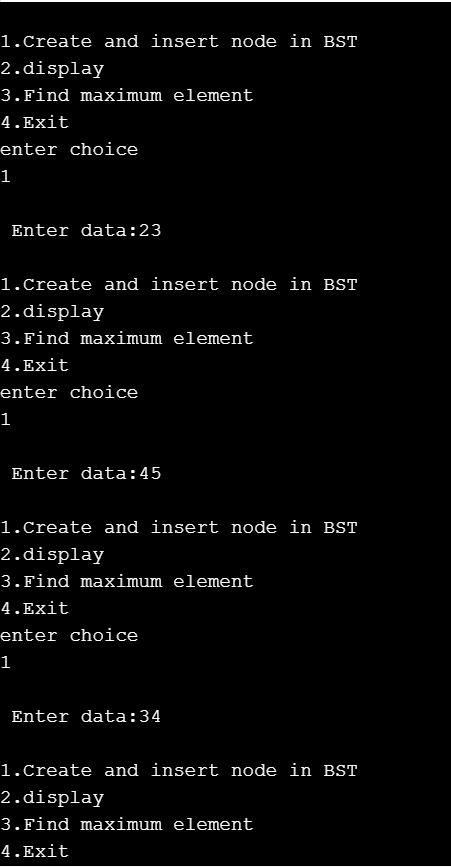 1.Create and insert node in BST
2.display
3.Find maximum element
4.Exit
enter choice
1
Enter data:23
1.Create and insert node in BST
2.display
3.Find maximum element
4.Exit
enter choice
1
Enter data:45
1.Create and insert node in BST
2.display
3.Find maximum element
4.Exit
enter choice
1
Enter data:34
1.Create and insert node in BST
2.display
3.Find maximum element
4.Exit